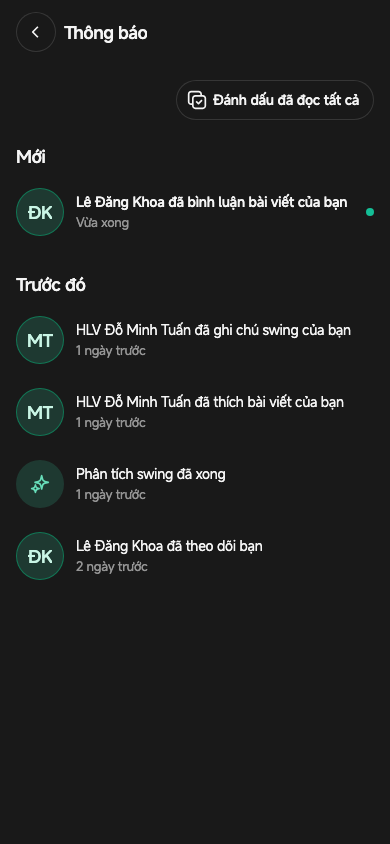 Thông báo
Đánh dấu đã đọc tất cả
Mới
ĐK
Lê Đăng Khoa đã bình luận bài viết của bạn
Vừa xong
Trước đó
MT
HLV Đỗ Minh Tuấn đã ghi chú swing của bạn
1 ngày trước
MT
HLV Đỗ Minh Tuấn đã thích bài viết của bạn
1 ngày trước
Phân tích swing đã xong
1 ngày trước
ĐK
Lê Đăng Khoa đã theo dõi bạn
2 ngày trước